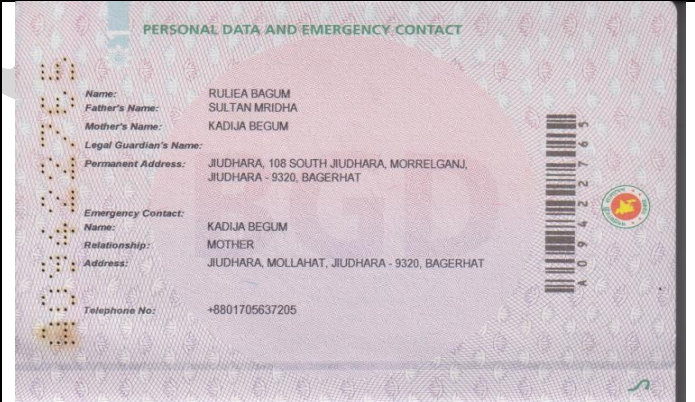 PERSONAL DATA AND EMERGENCY CONTACT
Name: RULIEA BAGUM
Father's Name: SULTAN MRIDHA
Mother's Name: KADIJA BEGUM
Legal Guardian's Name:
Permanent Address: JIUDHARA, 108 SOUTH JIUDHARA, MORRELGANJ,
JIUDHARA - 9320, BAGERHAT
Emergency Contact:
Name: KADIJA BEGUM
Relationship: MOTHER
Address: JIUDHARA, MOLLAHAT, JIUDHARA - 9320, BAGERHAT
Telephone No: +8801705637205
BGD
A09422765